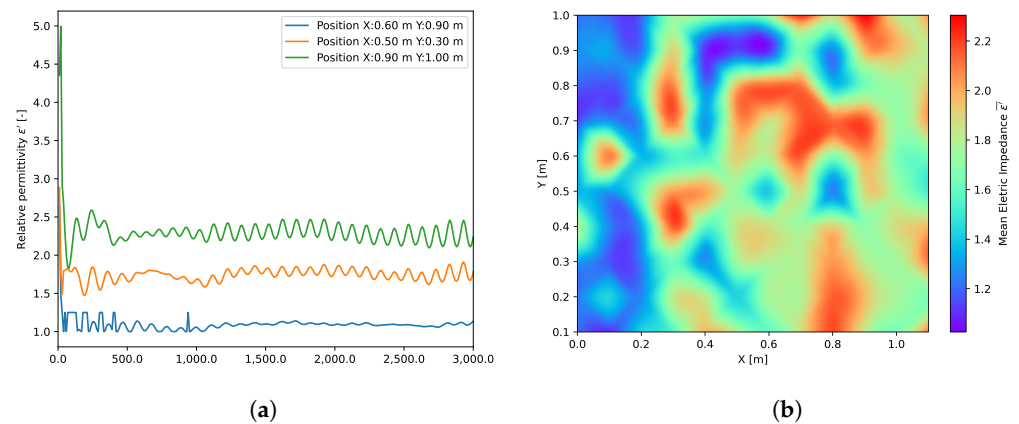 Position X:0.60 m Y:0.90 m
Position X:0.50 m Y:0.30 m
Position X:0.90 m Y:1.00 m
Relative permittivity ε′ [-]
5.0
4.5
4.0
3.5
3.0
2.5
2.0
1.5
1.0
0.0 500.0 1,000.0 1,500.0 2,000.0 2,500.0 3,000.0
(a)
Y [m]
1.0
0.9
0.8
0.7
0.6
0.5
0.4
0.3
0.2
0.1
0.0 0.2 0.4 0.6 0.8 1.0
X [m]
2.2
2.0
1.8
1.6
1.4
1.2
Mean Eletric Impedance ε̅′
(b)